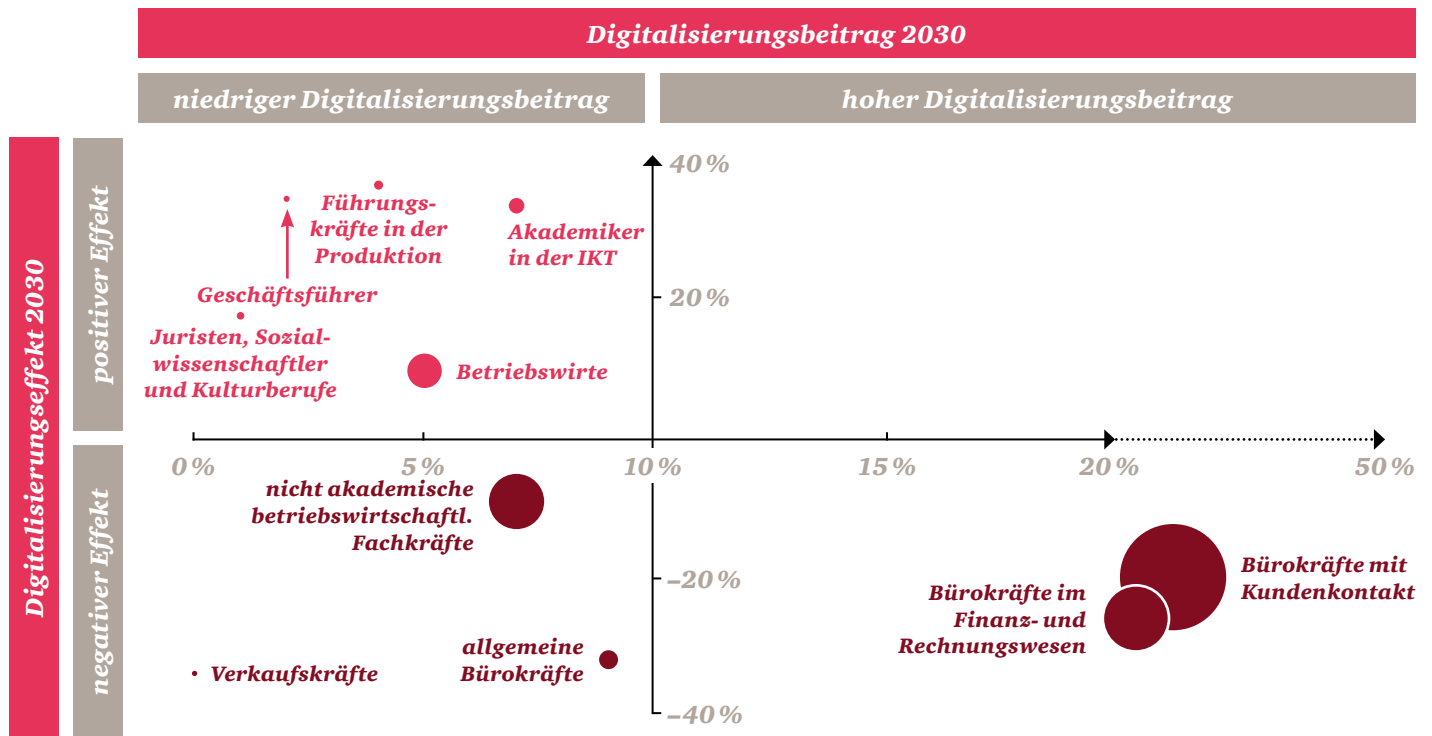 Digitalisierungsbeitrag 2030
niedriger Digitalisierungsbeitrag
hoher Digitalisierungsbeitrag
Digitalisierungseffekt 2030
positiver Effekt
negativer Effekt
40 %
20 %
Führungs-
kräfte in der
Produktion
Akademiker
in der IKT
Geschäftsführer
Juristen, Sozial-
wissenschaftler
und Kulturberufe
Betriebswirte
0 %
5 %
10 %
15 %
20 %
50 %
nicht akademische
betriebswirtschaftl.
Fachkräfte
–20 %
–40 %
Bürokräfte mit
Kundenkontakt
Bürokräfte im
Finanz- und
Rechnungswesen
allgemeine
Bürokräfte
Verkaufskräfte